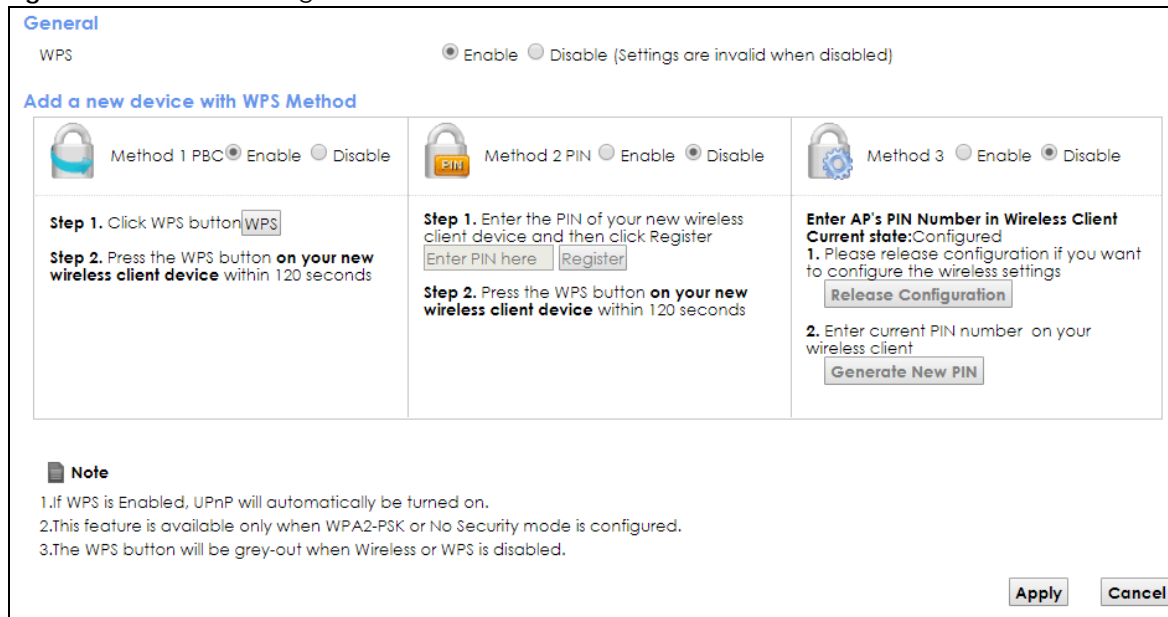 General
WPS
Enable Disable (Settings are invalid when disabled)
Add a new device with WPS Method
Method 1 PBC Enable Disable
Step 1. Click WPS button WPS
Step 2. Press the WPS button on your new
wireless client device within 120 seconds
PIN
Method 2 PIN Enable Disable
Step 1. Enter the PIN of your new wireless
client device and then click Register
Enter PIN here Register
Step 2. Press the WPS button on your new
wireless client device within 120 seconds
Method 3 Enable Disable
Enter AP's PIN Number in Wireless Client
Current state:Configured
1. Please release configuration if you want
to configure the wireless settings
Release Configuration
2. Enter current PIN number on your
wireless client
Generate New PIN
Note
1.If WPS is Enabled, UPnP will automatically be turned on.
2.This feature is available only when WPA2-PSK or No Security mode is configured.
3.The WPS button will be grey-out when Wireless or WPS is disabled.
Apply Cancel